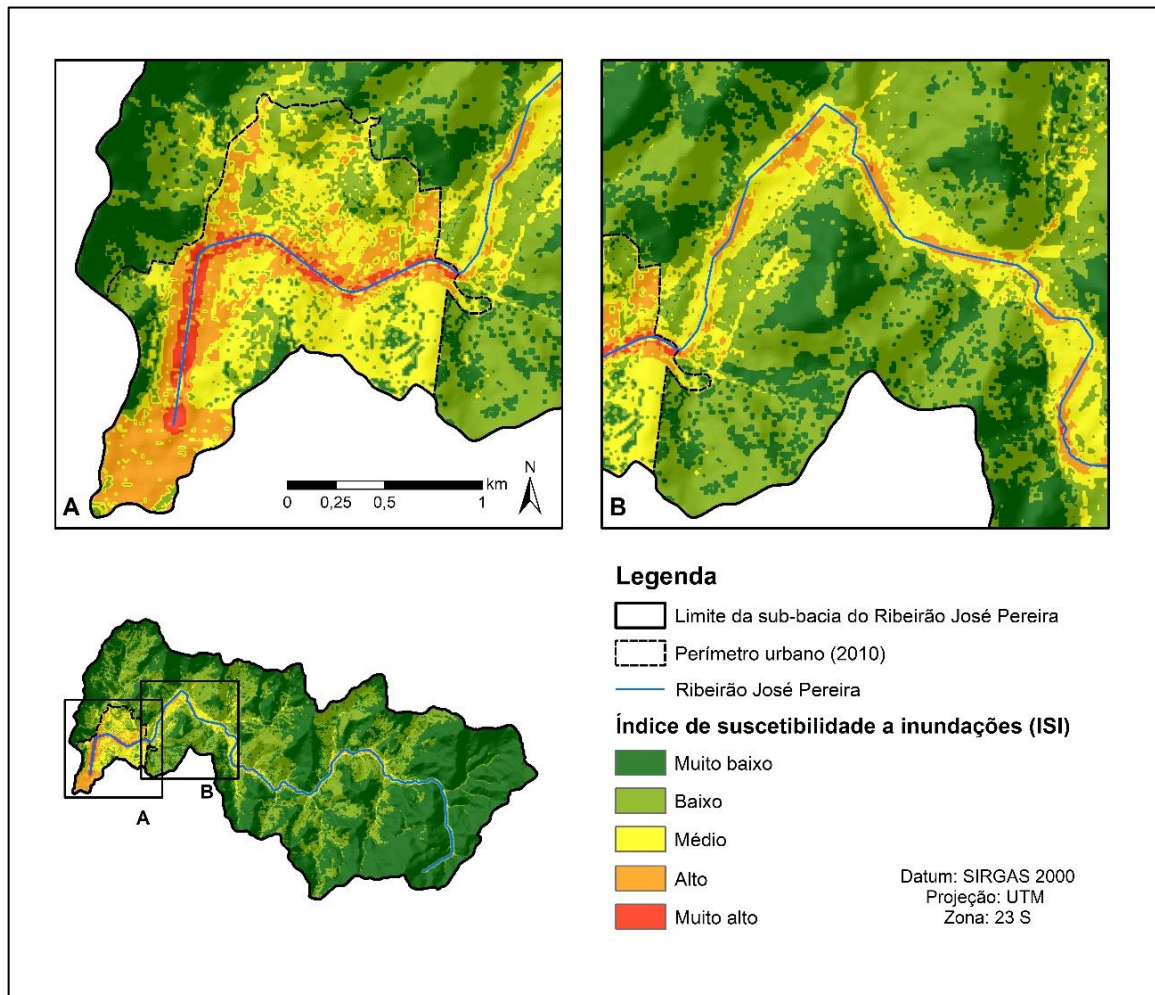 A
0
0,25
0,5
1
km
N
B
A
B
Legenda
Limite da sub-bacia do Ribeirão José Pereira
Perímetro urbano (2010)
Ribeirão José Pereira
Índice de suscetibilidade a inundações (ISI)
Muito baixo
Baixo
Médio
Alto
Muito alto
Datum: SIRGAS 2000
Projeção: UTM
Zona: 23 S